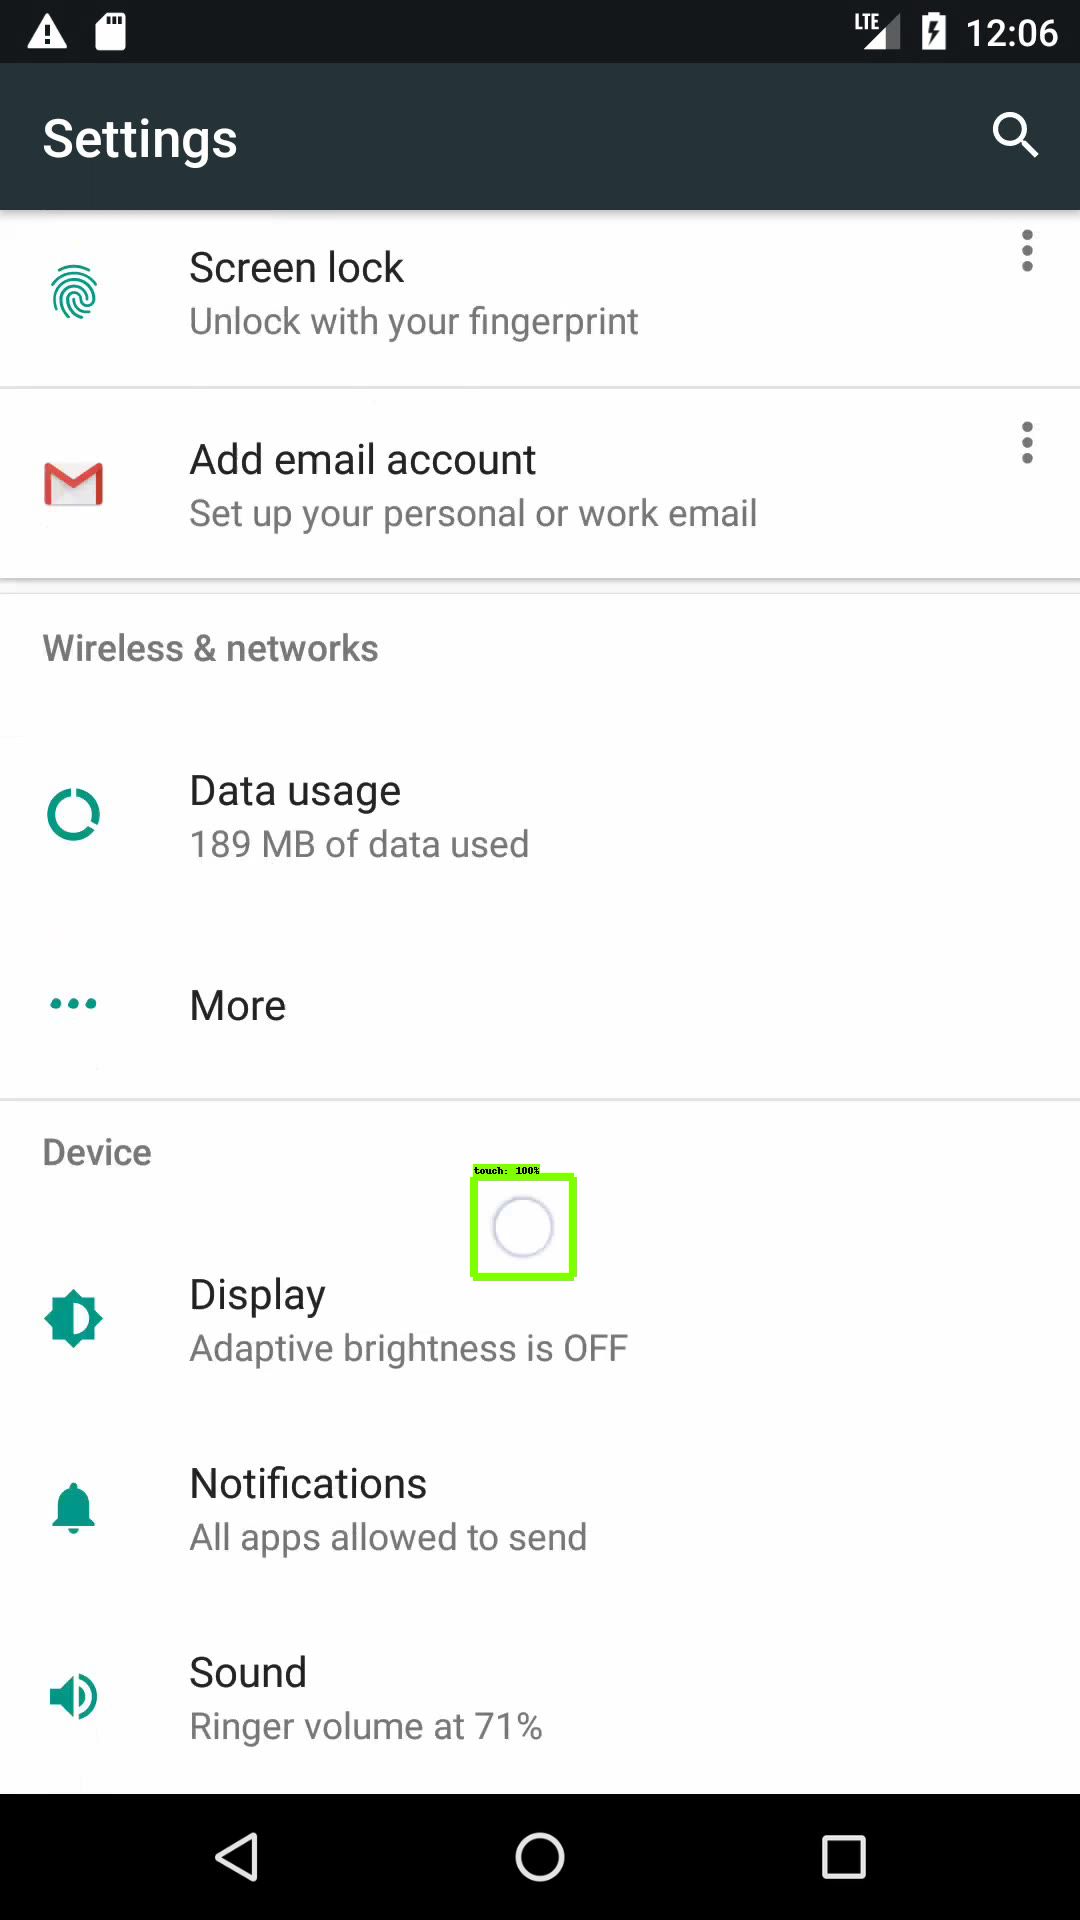 LTE 12:06
Settings
Screen lock
Unlock with your fingerprint
Add email account
Set up your personal or work email
Wireless & networks
Data usage
189 MB of data used
More
Device
touch: 100%
Display
Adaptive brightness is OFF
Notifications
All apps allowed to send
Sound
Ringer volume at 71%